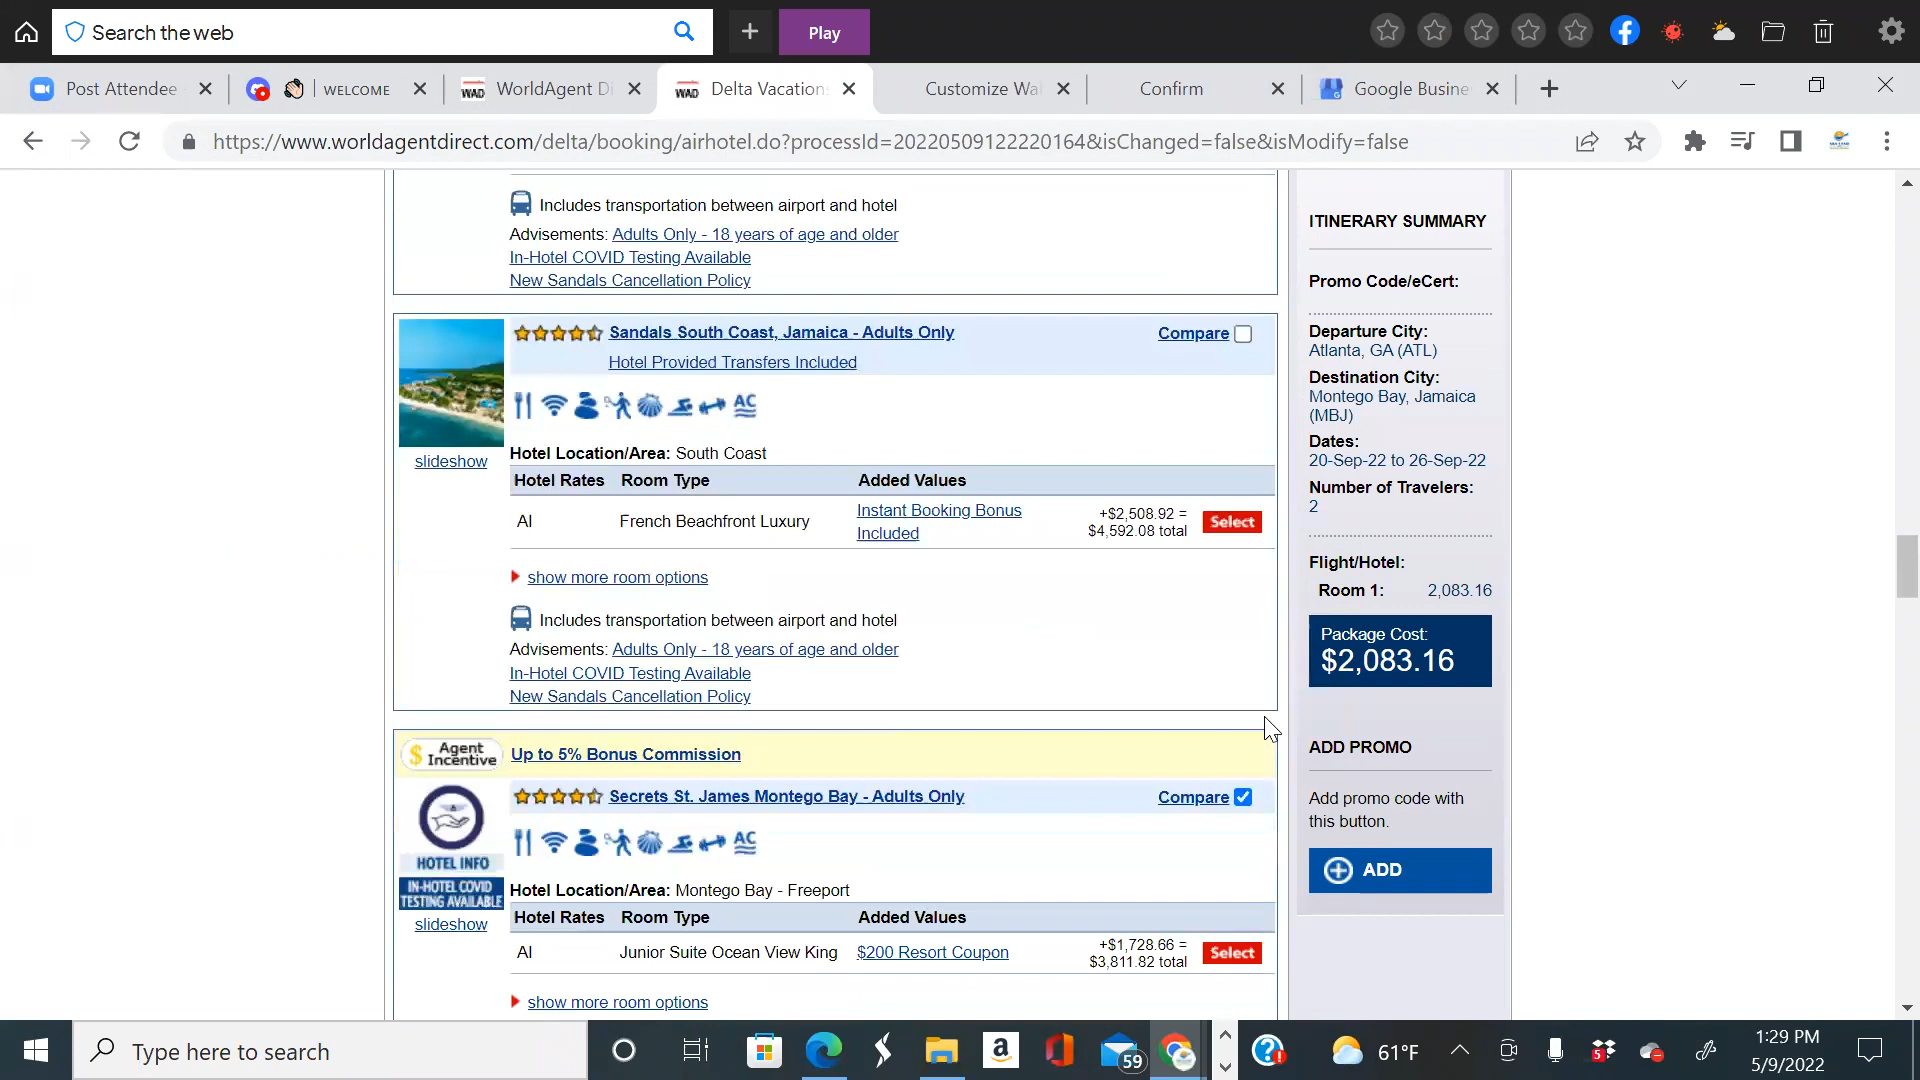 Search the web
Play
Post Attendee
WELCOME
WAD WorldAgent Di
WAD Delta Vacation
Customize Wa
Confirm
Google Busine
https://www.worldagentdirect.com/delta/booking/airhotel.do?processId=20220509122220164&isChanged=false&isModify=false
Includes transportation between airport and hotel
Advisements: Adults Only - 18 years of age and older
In-Hotel COVID Testing Available
New Sandals Cancellation Policy
Sandals South Coast, Jamaica - Adults Only
Compare
Hotel Provided Transfers Included
AC
slideshow
Hotel Location/Area: South Coast
Hotel Rates Room Type Added Values
AI French Beachfront Luxury Instant Booking Bonus Included +$2,508.92 = $4,592.08 total Select
show more room options
Includes transportation between airport and hotel
Advisements: Adults Only - 18 years of age and older
In-Hotel COVID Testing Available
New Sandals Cancellation Policy
$ Agent Incentive
Up to 5% Bonus Commission
Secrets St. James Montego Bay - Adults Only
Compare
AC
HOTEL INFO
IN-HOTEL COVID
TESTING AVAILABLE
slideshow
Hotel Location/Area: Montego Bay - Freeport
Hotel Rates Room Type Added Values
AI Junior Suite Ocean View King $200 Resort Coupon +$1,728.66 = $3,811.82 total Select
show more room options
ITINERARY SUMMARY
Promo Code/eCert:
Departure City:
Atlanta, GA (ATL)
Destination City:
Montego Bay, Jamaica
(MBJ)
Dates:
20-Sep-22 to 26-Sep-22
Number of Travelers:
2
Flight/Hotel:
Room 1: 2,083.16
Package Cost:
$2,083.16
ADD PROMO
Add promo code with
this button.
ADD
Type here to search
59
61°F
5
1:29 PM
5/9/2022